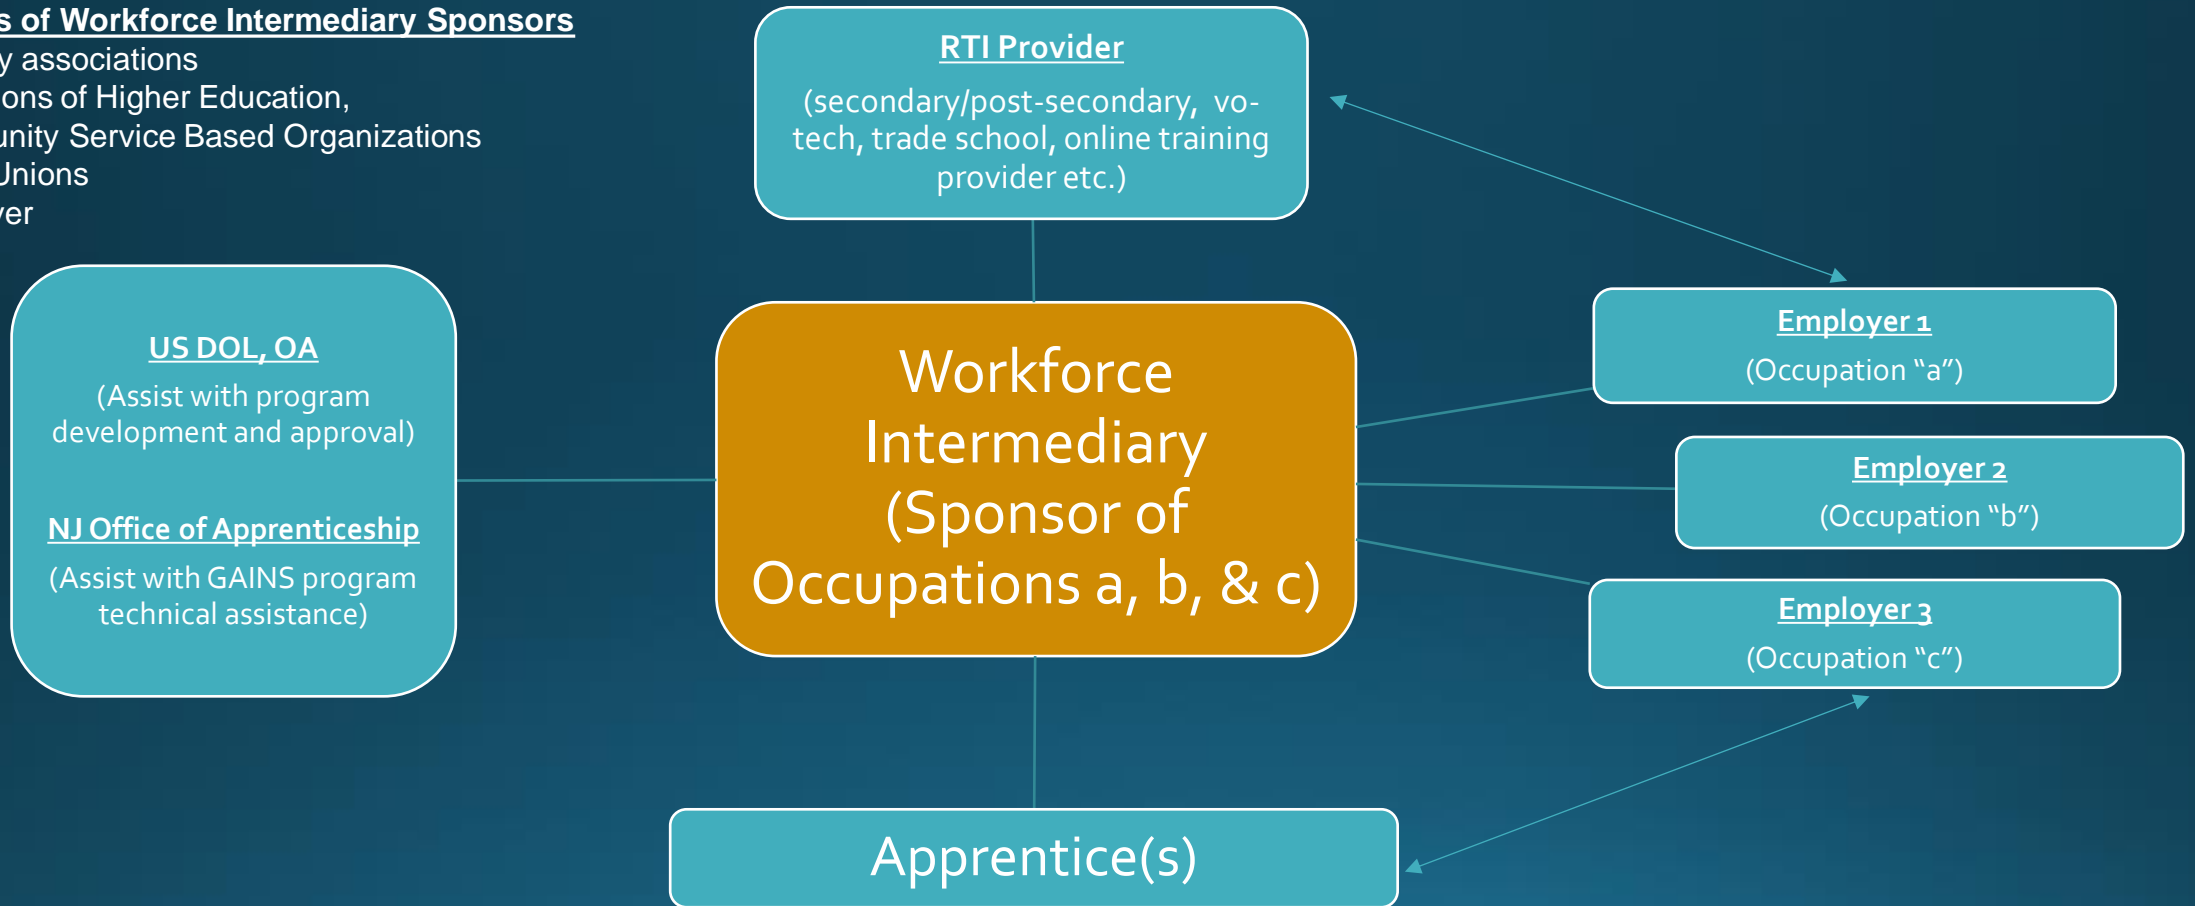 s of Workforce Intermediary Sponsors
y associations
ons of Higher Education,
unity Service Based Organizations
Unions
yer
RTI Provider
(secondary/post-secondary, vo-
tech, trade school, online training
provider etc.)
US DOL, OA
(Assist with program
development and approval)
NJ Office of Apprenticeship
(Assist with GAINS program
technical assistance)
Workforce
Intermediary
(Sponsor of
Occupations a, b, & c)
Employer 1
(Occupation “a”)
Employer 2
(Occupation “b”)
Employer 3
(Occupation “c”)
Apprentice(s)